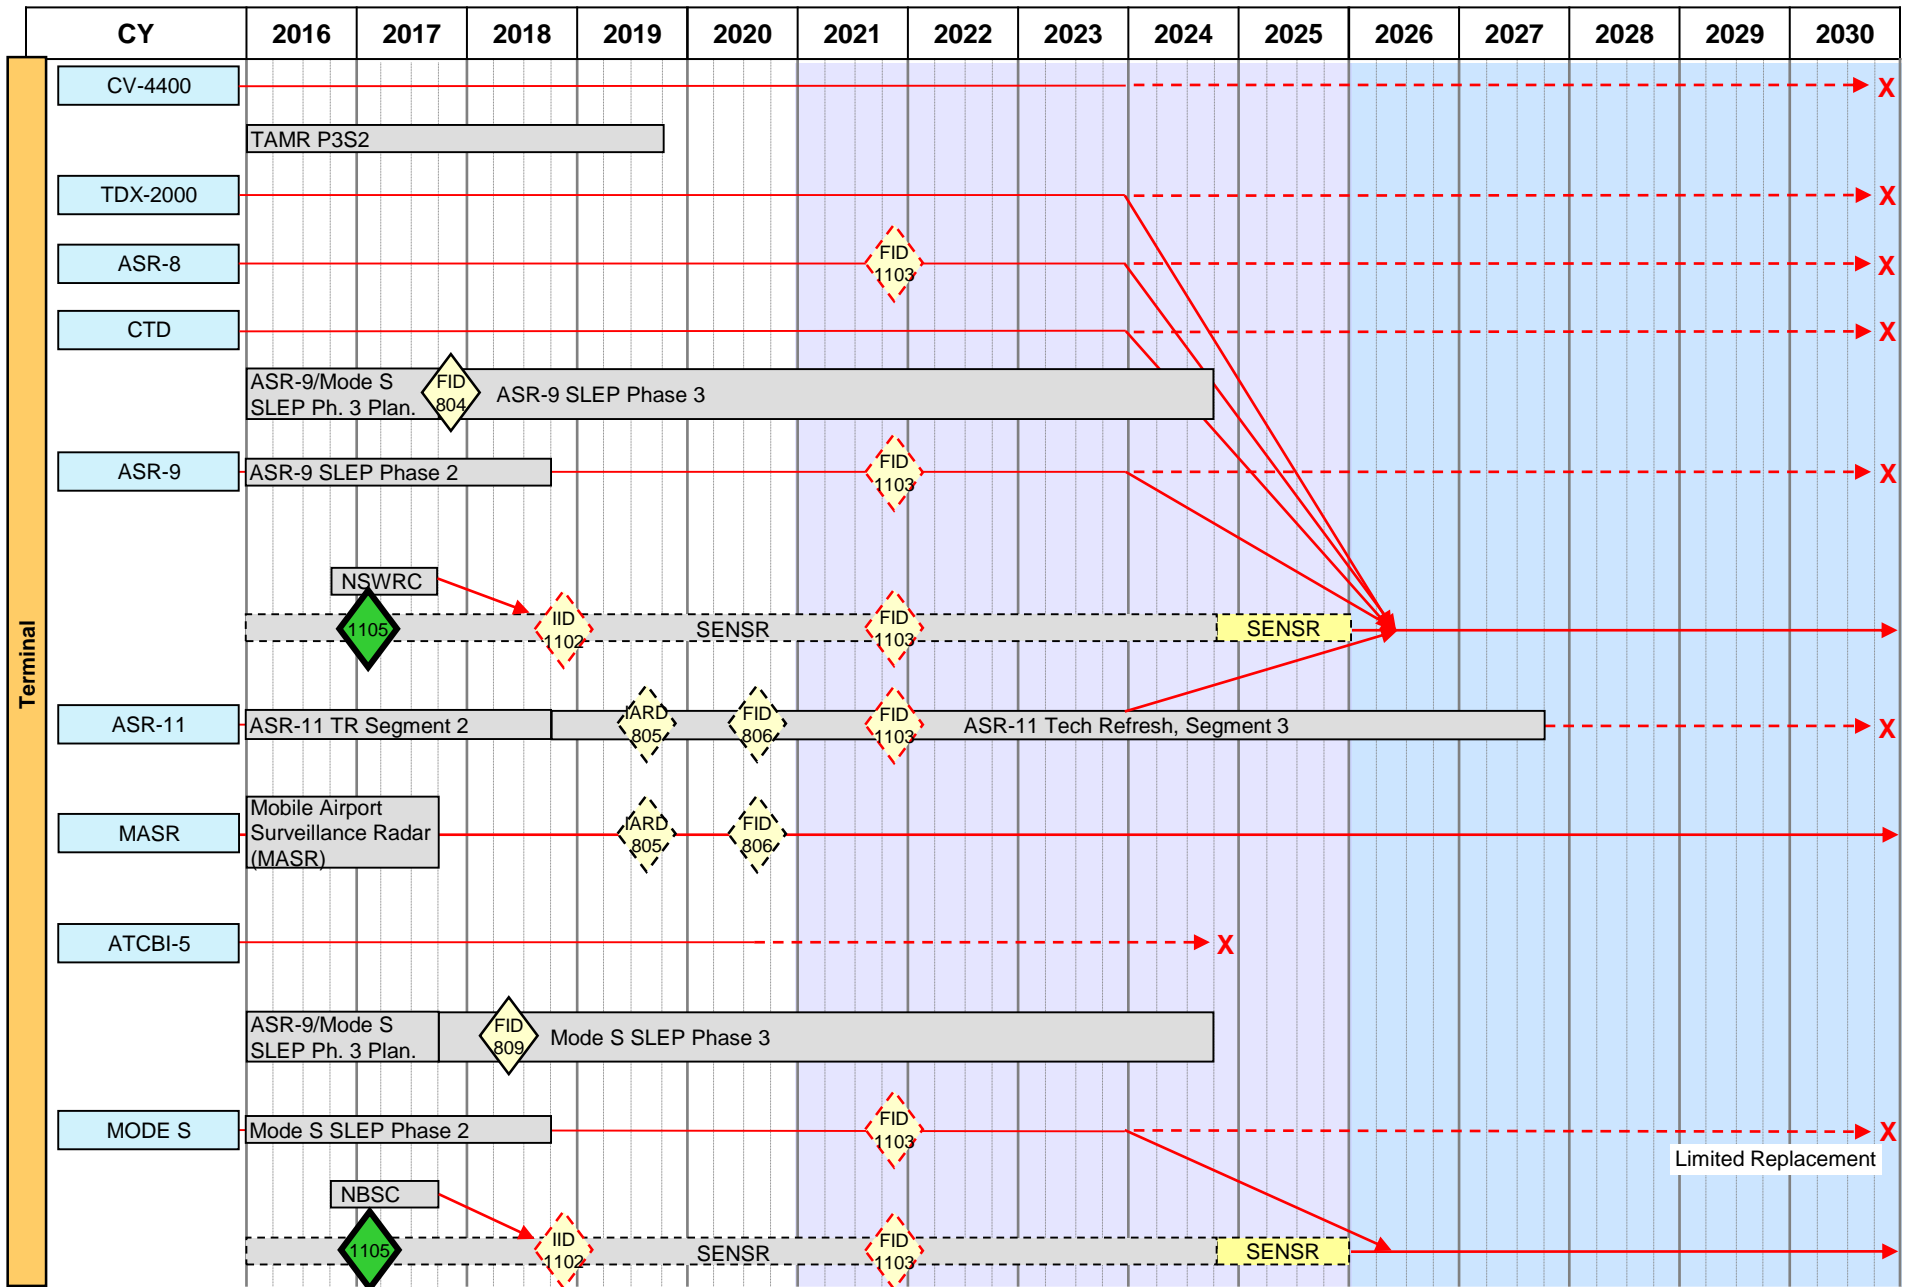 CY 2016 2017 2018 2019 2020 2021 2022 2023 2024 2025 2026 2027 2028 2029 2030
Terminal
CV-4400 X
TAMR P3S2
TDX-2000 X
ASR-8 FID X
1103
CTD X
ASR-9/Mode S FID ASR-9 SLEP Phase 3
SLEP Ph. 3 Plan. 804
ASR-9 ASR-9 SLEP Phase 2 FID X
1103
NSWRC
1105 IID SENSR FID SENSR
1102 1103
ASR-11 ASR-11 TR Segment 2 IARD FID FID ASR-11 Tech Refresh, Segment 3 X
805 806 1103
Mobile Airport
MASR Surveillance Radar IARD FID
(MASR) 805 806
ATCBI-5 X
ASR-9/Mode S FID Mode S SLEP Phase 3
SLEP Ph. 3 Plan. 809
MODE S Mode S SLEP Phase 2 FID X
1103
Limited Replacement
NBSC
1105 IID SENSR FID SENSR
1102 1103